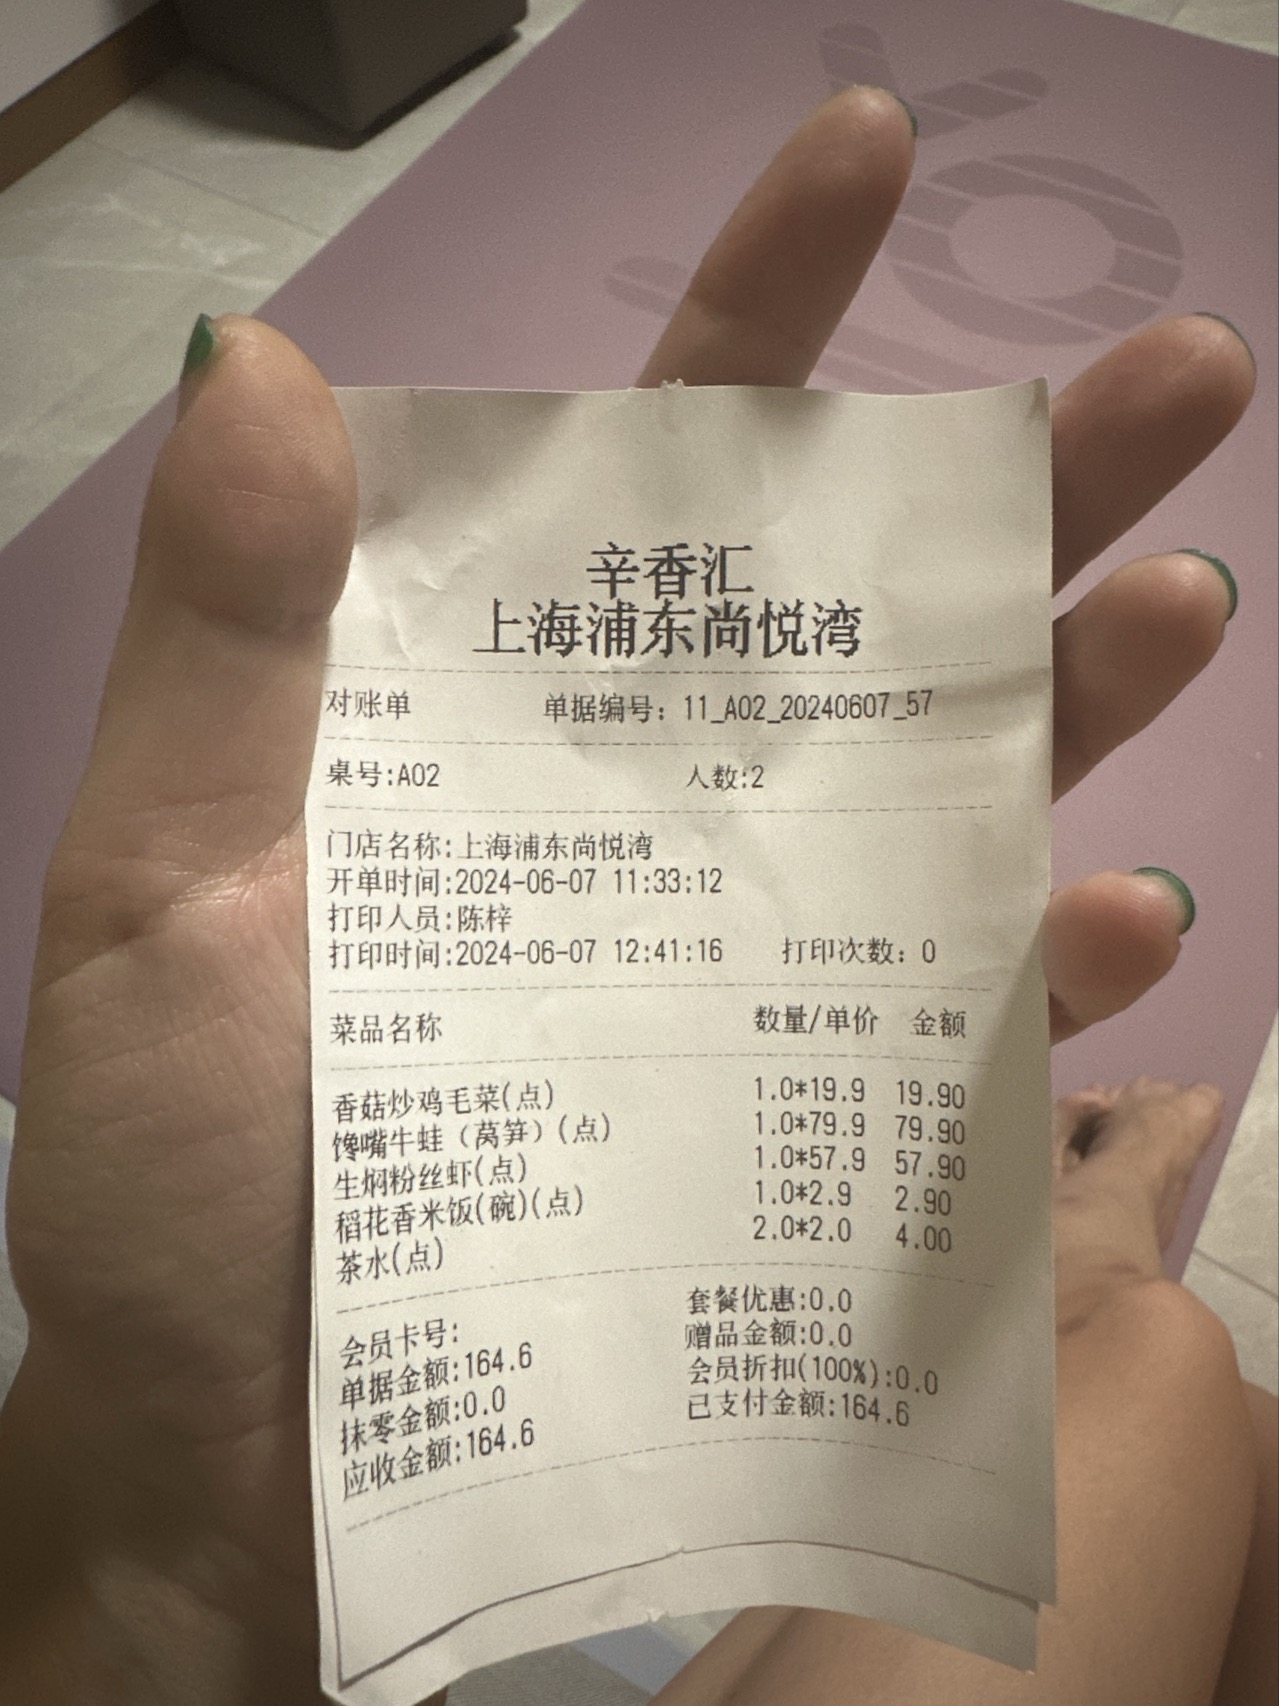 辛香汇
上海浦东尚悦湾
对账单 单据编号：11_A02_20240607_57
桌号:A02 人数:2
门店名称:上海浦东尚悦湾
开单时间:2024-06-07 11:33:12
打印人员:陈梓
打印时间:2024-06-07 12:41:16 打印次数：0
菜品名称 数量/单价 金额
香菇炒鸡毛菜(点) 1.0*19.9 19.90
馋嘴牛蛙（莴笋）(点) 1.0*79.9 79.90
生焖粉丝虾(点) 1.0*57.9 57.90
稻花香米饭(碗)(点) 1.0*2.9 2.90
茶水(点) 2.0*2.0 4.00
会员卡号: 套餐优惠:0.0
单据金额:164.6 赠品金额:0.0
抹零金额:0.0 会员折扣(100%):0.0
应收金额:164.6 已支付金额:164.6